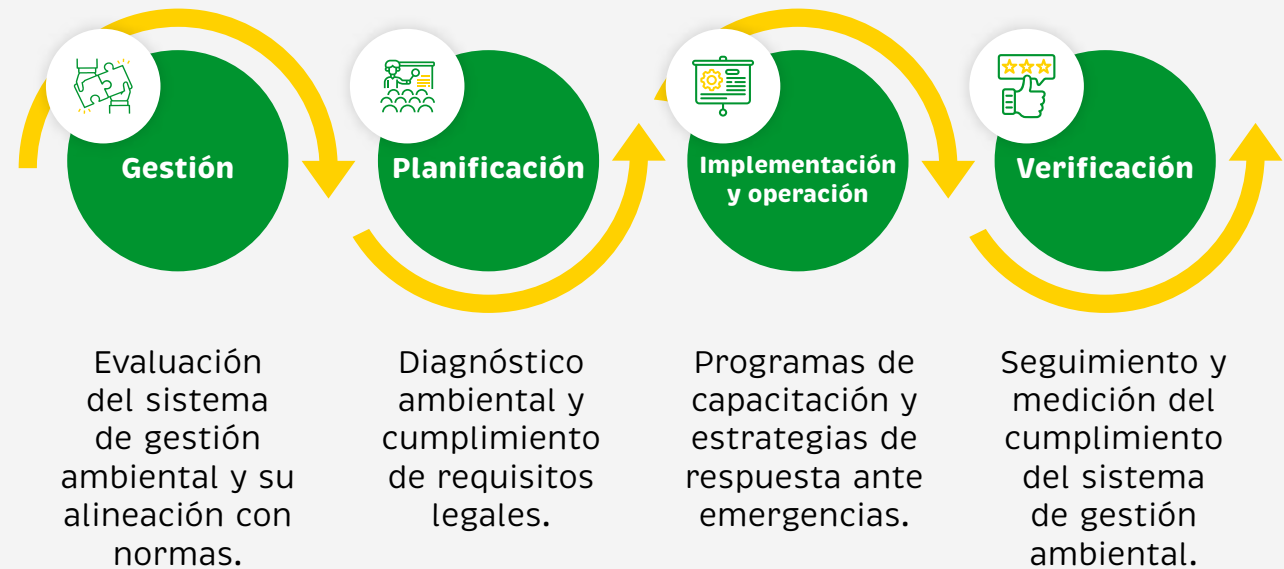 Gestión
Planificación
Implementación
y operación
Verificación
Evaluación
del sistema
de gestión
ambiental y su
alineación con
normas.
Diagnóstico
ambiental y
cumplimiento
de requisitos
legales.
Programas de
capacitación y
estrategias de
respuesta ante
emergencias.
Seguimiento y
medición del
cumplimiento
del sistema
de gestión
ambiental.